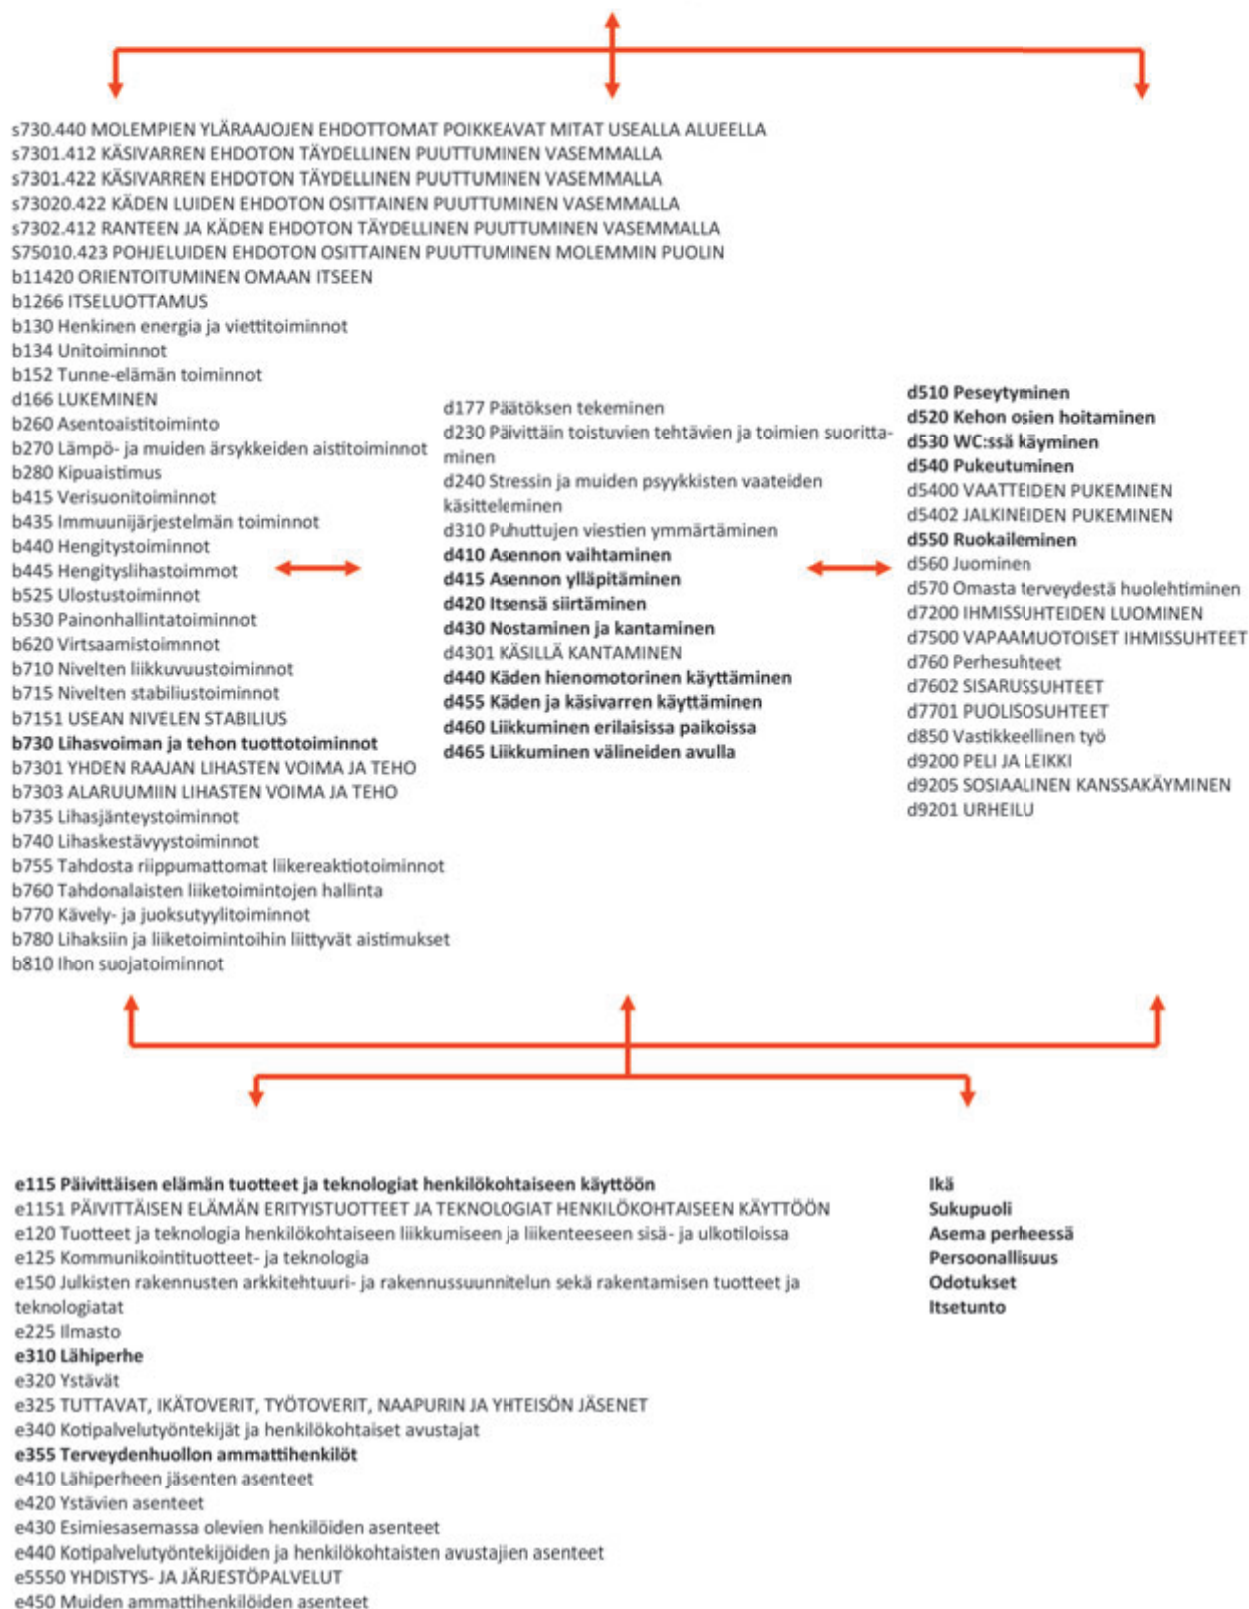 s730.440 MOLEMPIEN YLÄRAAJOJEN EHDOTTOMAT POIKKEAVAT MITAT USEALLA ALUEELLA
s7301.412 KÄSIVARREN EHDOTON TÄYDELLINEN PUUTTUMINEN VASEMMALLA
s7301.422 KÄSIVARREN EHDOTON TÄYDELLINEN PUUTTUMINEN VASEMMALLA
s73020.422 KÄDEN LUIDEN EHDOTON OSITTAINEN PUUTTUMINEN VASEMMALLA
s7302.412 RANTEEN JA KÄDEN EHDOTON TÄYDELLINEN PUUTTUMINEN VASEMMALLA
S75010.423 POHJELUIDEN EHDOTON OSITTAINEN PUUTTUMINEN MOLEMMIN PUOLIN
b11420 ORIENTOITUMINEN OMAAN ITSEEN
b1266 ITSELUOTTAMUS
b130 Henkinen energia ja viettitoiminnot
b134 Unitoiminnot
b152 Tunne-elämän toiminnot
d166 LUKEMINEN
b260 Asentoaistitoiminto
b270 Lämpö- ja muiden ärsykkeiden aistitoiminnot
b280 Kipuaistimus
b415 Verisuonitoiminnot
b435 Immuunijärjestelmän toiminnot
b440 Hengitystoiminnot
b445 Hengityslihastoimmot
b525 Ulostustoiminnot
b530 Painonhallintatoiminnot
b620 Virtsaamistoimnnot
b710 Nivelten liikkuvuustoiminnot
b715 Nivelten stabiliustoiminnot
b7151 USEAN NIVELEN STABILIUS
b730 Lihasvoiman ja tehon tuottotoiminnot
b7301 YHDEN RAAJAN LIHASTEN VOIMA JA TEHO
b7303 ALARUUMIIN LIHASTEN VOIMA JA TEHO
b735 Lihasjänteystoiminnot
b740 Lihaskestävyystoiminnot
b755 Tahdosta riippumattomat liikereaktiotoiminnot
b760 Tahdonalaisten liiketoimintojen hallinta
b770 Kävely- ja juoksutyylitoiminnot
b780 Lihaksiin ja liiketoimintoihin liittyvät aistimukset
b810 Ihon suojatoiminnot
d177 Päätöksen tekeminen
d230 Päivittäin toistuvien tehtävien ja toimien suoritta-
minen
d240 Stressin ja muiden psyykkisten vaateiden
käsitteleminen
d310 Puhuttujen viestien ymmärtäminen
d410 Asennon vaihtaminen
d415 Asennon ylläpitäminen
d420 Itsensä siirtäminen
d430 Nostaminen ja kantaminen
d4301 KÄSILLÄ KANTAMINEN
d440 Käden hienomotorinen käyttäminen
d455 Käden ja käsivarren käyttäminen
d460 Liikkuminen erilaisissa paikoissa
d465 Liikkuminen välineiden avulla
d510 Peseytyminen
d520 Kehon osien hoitaminen
d530 WC:ssä käyminen
d540 Pukeutuminen
d5400 VAATTEIDEN PUKEMINEN
d5402 JALKINEIDEN PUKEMINEN
d550 Ruokaileminen
d560 Juominen
d570 Omasta terveydestä huolehtiminen
d7200 IHMISSUHTEIDEN LUOMINEN
d7500 VAPAAMUOTOISET IHMISSUHTEET
d760 Perhesuhteet
d7602 SISARUSSUHTEET
d7701 PUOLISOSUHTEET
d850 Vastikkeellinen työ
d9200 PELI JA LEIKKI
d9205 SOSIAALINEN KANSSAKÄYMINEN
d9201 URHEILU
e115 Päivittäisen elämän tuotteet ja teknologiat henkilökohtaiseen käyttöön
e1151 PÄIVITTÄISEN ELÄMÄN ERITYISTUOTTEET JA TEKNOLOGIAT HENKILÖKOHTAISEEN KÄYTTÖÖN
e120 Tuotteet ja teknologia henkilökohtaiseen liikkumiseen ja liikenteeseen sisä- ja ulkotiloissa
e125 Kommunikointituotteet- ja teknologia
e150 Julkisten rakennusten arkkitehtuuri- ja rakennussuunnitelun sekä rakentamisen tuotteet ja
teknologiatat
e225 Ilmasto
e310 Lähiperhe
e320 Ystävät
e325 TUTTAVAT, IKÄTOVERIT, TYÖTOVERIT, NAAPURIN JA YHTEISÖN JÄSENET
e340 Kotipalvelutyöntekijät ja henkilökohtaiset avustajat
e355 Terveydenhuollon ammattihenkilöt
e410 Lähiperheen jäsenten asenteet
e420 Ystävien asenteet
e430 Esimiesasemassa olevien henkilöiden asenteet
e440 Kotipalvelutyöntekijöiden ja henkilökohtaisten avustajien asenteet
e5550 YHDISTYS- JA JÄRJESTÖPALVELUT
e450 Muiden ammattihenkilöiden asenteet
Ikä
Sukupuoli
Asema perheessä
Persoonallisuus
Odotukset
Itsetunto